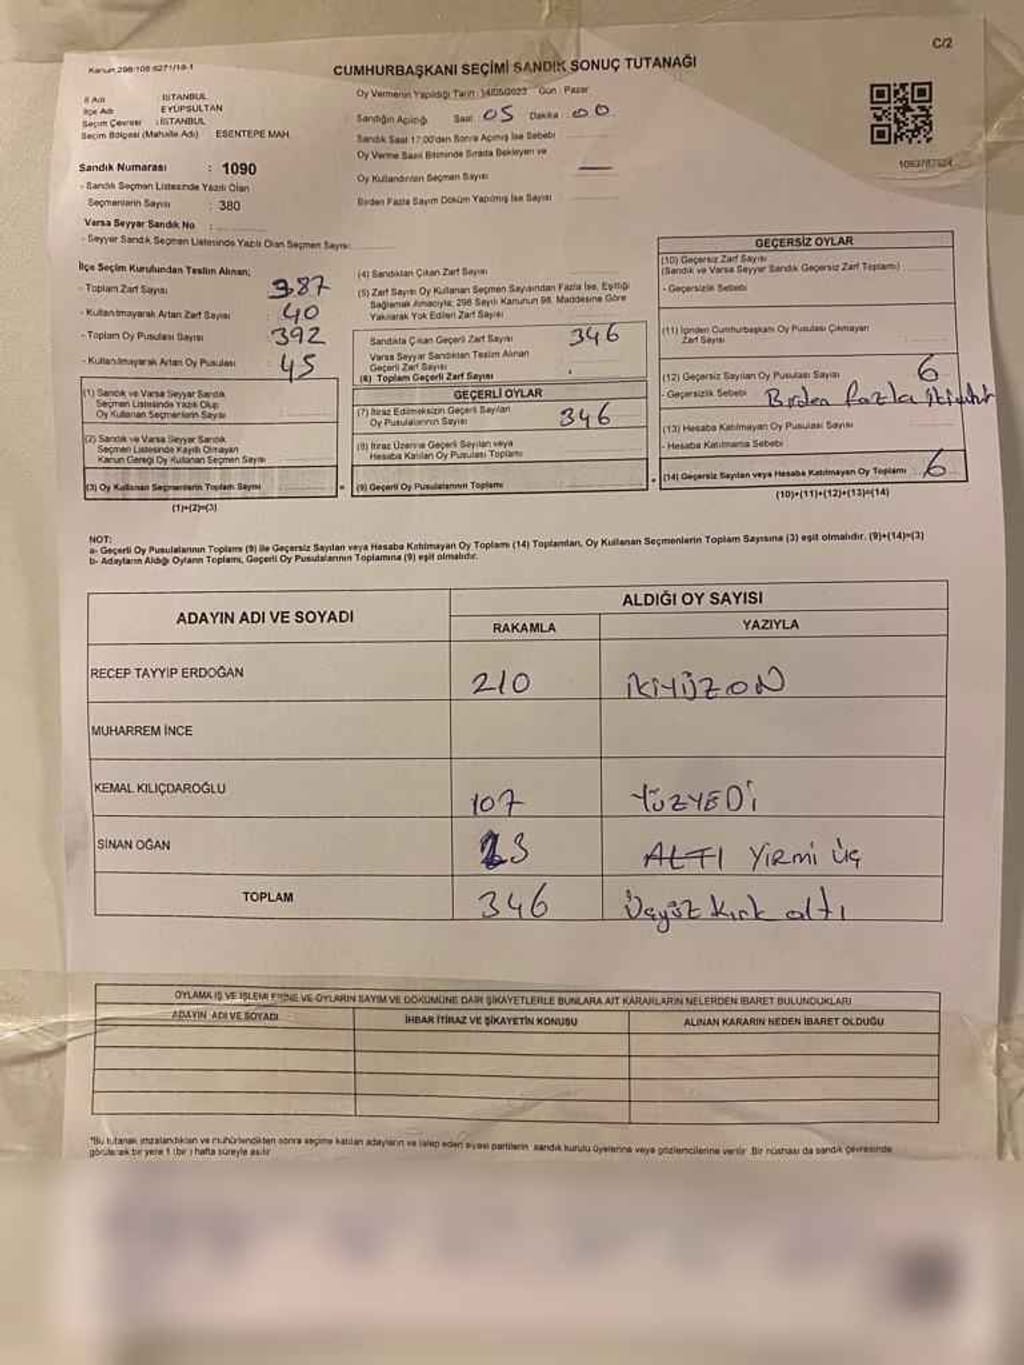 C/2
Kanun 298/108 6271/18-1
CUMHURBAŞKANI SEÇİMİ SANDIK SONUÇ TUTANAĞI
İl Adı : İSTANBUL
İlçe Adı : EYÜPSULTAN
Seçim Çevresi : İSTANBUL
Seçim Bölgesi (Mahalle Adı) ESENTEPE MAH.
Sandık Numarası : 1090
- Sandık Seçmen Listesinde Yazılı Olan
Seçmenlerin Sayısı : 380
Varsa Seyyar Sandık No :
- Seyyar Sandık Seçmen Listesinde Yazılı Olan Seçmen Sayısı:
Oy Vermenin Yapıldığı Tarih: 14/05/2023 Gün : Pazar
Sandığın Açılığı Saat 05 Dakika 00
Sandık Saat 17.00'den Sonra Açılmış İse Sebebi
Oy Verme Saati Bitiminde Sırada Bekleyen ve
Oy Kullandırılan Seçmen Sayısı —
Birden Fazla Sayım Döküm Yapılmış İse Sayısı
İlçe Seçim Kurulundan Teslim Alınan;
- Toplam Zarf Sayısı : 387
- Kullanılmayarak Artan Zarf Sayısı : 40
- Toplam Oy Pusulası Sayısı : 392
- Kullanılmayarak Artan Oy Pusulası : 45
(1) Sandık ve Varsa Seyyar Sandık
Seçmen Listesinde Yazılı Olup
Oy Kullanan Seçmenlerin Sayısı
(2) Sandık ve Varsa Seyyar Sandık
Seçmen Listesinde Kayıtlı Olmayan
Kanun Gereği Oy Kullanan Seçmen Sayısı
(3) Oy Kullanan Seçmenlerin Toplam Sayısı
(1)+(2)=(3)
(4) Sandıktan Çıkan Zarf Sayısı
(5) Zarf Sayısı Oy Kullanan Seçmen Sayısından Fazla İse, Eşitliği
Sağlamak Amacıyla; 298 Sayılı Kanunun 98. Maddesine Göre
Yakılarak Yok Edilen Zarf Sayısı
Sandıkta Çıkan Geçerli Zarf Sayısı 346
Varsa Seyyar Sandıktan Teslim Alınan
Geçerli Zarf Sayısı
(6) Toplam Geçerli Zarf Sayısı
GEÇERLİ OYLAR
(7) İtiraz Edilmeksizin Geçerli Sayılan
Oy Pusulalarının Sayısı 346
(8) İtiraz Üzerine Geçerli Sayılan veya
Hesaba Katılan Oy Pusulası Toplamı
(9) Geçerli Oy Pusulalarının Toplamı
GEÇERSİZ OYLAR
(10) Geçersiz Zarf Sayısı
(Sandık ve Varsa Seyyar Sandık Geçersiz Zarf Toplamı)
- Geçersizlik Sebebi
(11) İçinden Cumhurbaşkanı Oy Pusulası Çıkmayan
Zarf Sayısı
(12) Geçersiz Sayılan Oy Pusulası Sayısı 6
- Geçersizlik Sebebi Birden fazla
(13) Hesaba Katılmayan Oy Pusulası Sayısı
- Hesaba Katılmama Sebebi
(14) Geçersiz Sayılan veya Hesaba Katılmayan Oy Toplamı 6
(10)+(11)+(12)+(13)=(14)
NOT:
a- Geçerli Oy Pusulalarının Toplamı (9) ile Geçersiz Sayılan veya Hesaba Katılmayan Oy Toplamı (14) Toplamları, Oy Kullanan Seçmenlerin Toplam Sayısına (3) eşit olmalıdır. (9)+(14)=(3)
b- Adayların Aldığı Oyların Toplamı, Geçerli Oy Pusulalarının Toplamına (9) eşit olmalıdır.
ADAYIN ADI VE SOYADI ALDIĞI OY SAYISI
RAKAMLA YAZIYLA
RECEP TAYYİP ERDOĞAN 210 İKİYÜZON
MUHARREM İNCE
KEMAL KILIÇDAROĞLU 107 YÜZYEDİ
SİNAN OĞAN 23 ALTI YİRMİ ÜÇ
TOPLAM 346 Üçyüz kırk altı
OYLAMA İŞ VE İŞLEMLERİNE VE OYLARIN SAYIM VE DÖKÜMÜNE DAİR ŞİKAYETLERLE BUNLARA AİT KARARLARIN NELERDEN İBARET BULUNDUKLARI
ADAYIN ADI VE SOYADI İHBAR İTİRAZ VE ŞİKAYETİN KONUSU ALINAN KARARIN NEDEN İBARET OLDUĞU
*Bu tutanak imzalandıktan ve mühürlendikten sonra seçime katılan adayların ve talep eden siyasi partilerin sandık kurulu üyelerine veya gözlemcilerine verilir. Bir nüshası da sandık çevresinde
görülecek bir yere 1 (bir) hafta süreyle asılır.